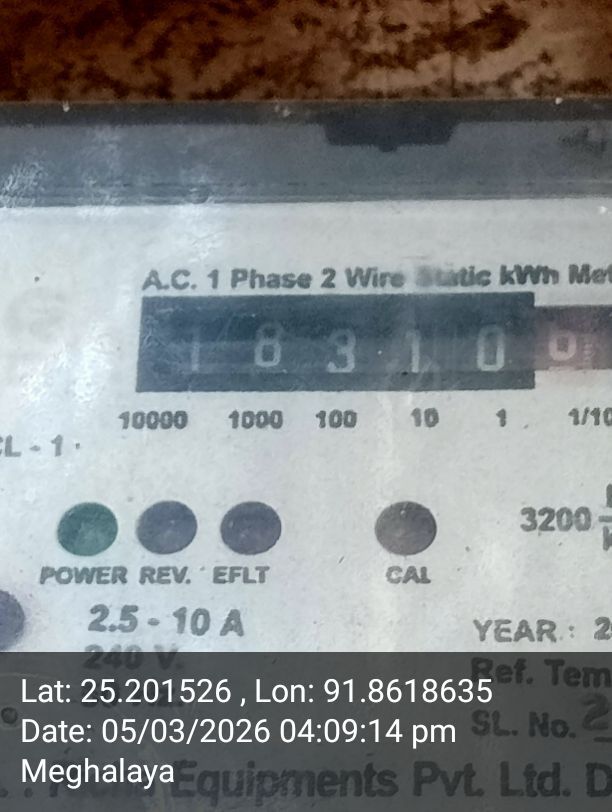 A.C. 1 Phase 2 Wire Static kWh Me
1 8 3 1 0
10000 1000 100 10 1 1/10
CL - 1
3200
POWER REV. EFLT CAL
2.5 - 10 A
YEAR :
240 V.
Ref. Tem
SL. No.
Lat: 25.201526 , Lon: 91.8618635
Date: 05/03/2026 04:09:14 pm
Meghalaya
Equipments Pvt. Ltd.